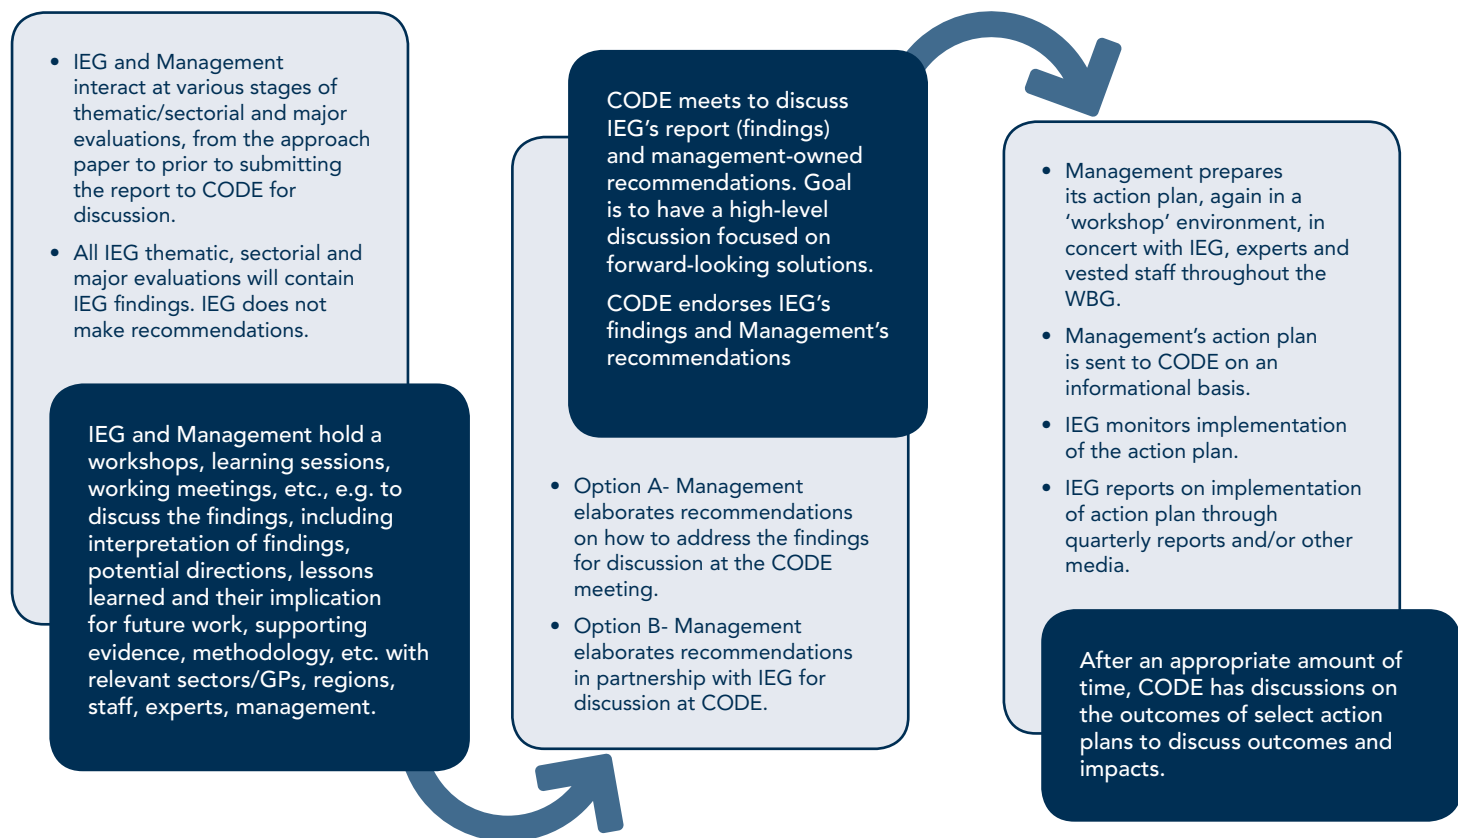 • IEG and Management
interact at various stages of
thematic/sectorial and major
evaluations, from the approach
paper to prior to submitting
the report to CODE for
discussion.
• All IEG thematic, sectorial and
major evaluations will contain
IEG findings. IEG does not
make recommendations.
IEG and Management hold a
workshops, learning sessions,
working meetings, etc., e.g. to
discuss the findings, including
interpretation of findings,
potential directions, lessons
learned and their implication
for future work, supporting
evidence, methodology, etc. with
relevant sectors/GPs, regions,
staff, experts, management.
CODE meets to discuss
IEG’s report (findings)
and management-owned
recommendations. Goal
is to have a high-level
discussion focused on
forward-looking solutions.
CODE endorses IEG’s
findings and Management’s
recommendations
• Option A- Management
elaborates recommendations
on how to address the findings
for discussion at the CODE
meeting.
• Option B- Management
elaborates recommendations
in partnership with IEG for
discussion at CODE.
• Management prepares
its action plan, again in a
‘workshop’ environment, in
concert with IEG, experts and
vested staff throughout the
WBG.
• Management’s action plan
is sent to CODE on an
informational basis.
• IEG monitors implementation
of the action plan.
• IEG reports on implementation
of action plan through
quarterly reports and/or other
media.
After an appropriate amount of
time, CODE has discussions on
the outcomes of select action
plans to discuss outcomes and
impacts.